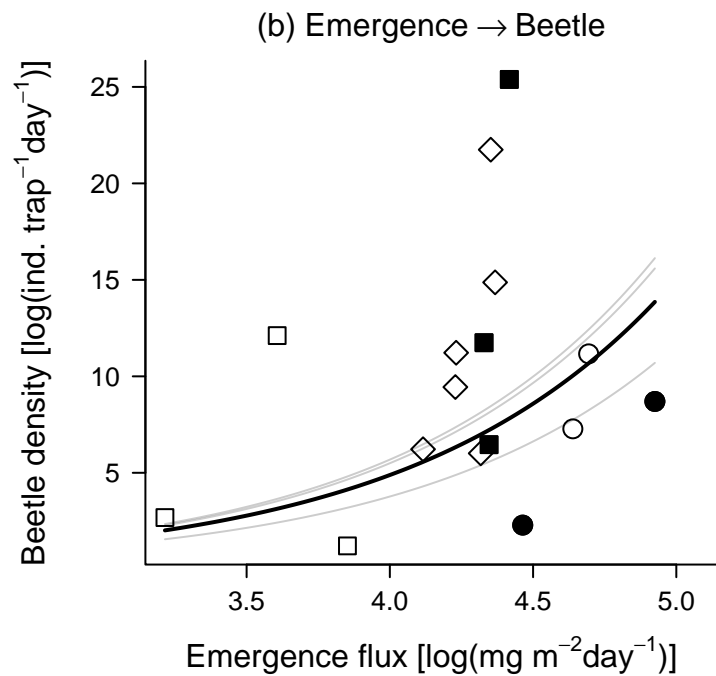 (b) Emergence → Beetle
Beetle density [log(ind. trap⁻¹day⁻¹)]
25
20
15
10
5
3.5 4.0 4.5 5.0
Emergence flux [log(mg m⁻²day⁻¹)]